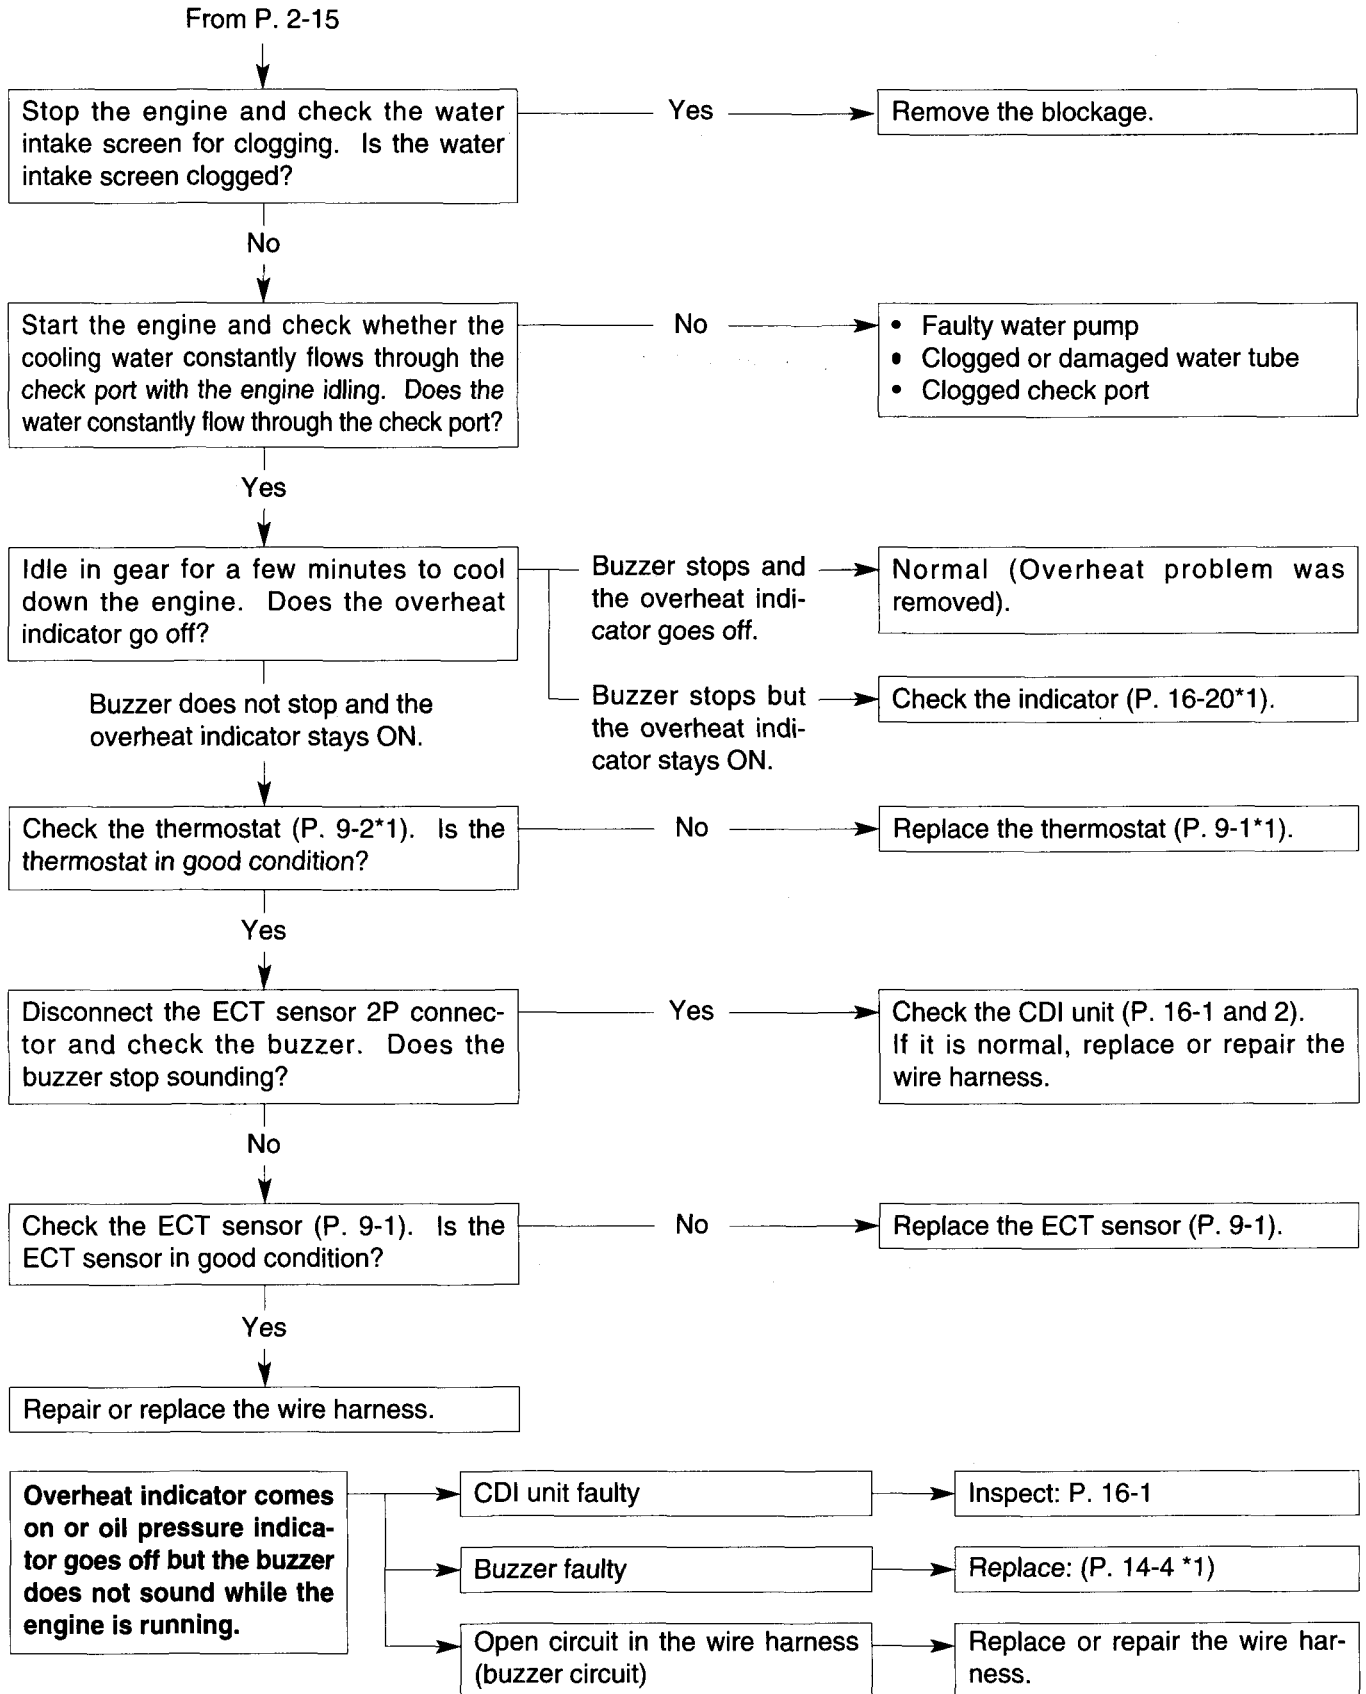 From P. 2-15
Stop the engine and check the water
intake screen for clogging. Is the water
intake screen clogged?
Yes
Remove the blockage.
No
Start the engine and check whether the
cooling water constantly flows through the
check port with the engine idling. Does the
water constantly flow through the check port?
No
• Faulty water pump
• Clogged or damaged water tube
• Clogged check port
Yes
Idle in gear for a few minutes to cool
down the engine. Does the overheat
indicator go off?
Buzzer stops and
the overheat indi-
cator goes off.
Normal (Overheat problem was
removed).
Buzzer stops but
the overheat indi-
cator stays ON.
Check the indicator (P. 16-20*1).
Buzzer does not stop and the
overheat indicator stays ON.
Check the thermostat (P. 9-2*1). Is the
thermostat in good condition?
No
Replace the thermostat (P. 9-1*1).
Yes
Disconnect the ECT sensor 2P connec-
tor and check the buzzer. Does the
buzzer stop sounding?
Yes
Check the CDI unit (P. 16-1 and 2).
If it is normal, replace or repair the
wire harness.
No
Check the ECT sensor (P. 9-1). Is the
ECT sensor in good condition?
No
Replace the ECT sensor (P. 9-1).
Yes
Repair or replace the wire harness.
Overheat indicator comes
on or oil pressure indica-
tor goes off but the buzzer
does not sound while the
engine is running.
CDI unit faulty
Inspect: P. 16-1
Buzzer faulty
Replace: (P. 14-4 *1)
Open circuit in the wire harness
(buzzer circuit)
Replace or repair the wire har-
ness.